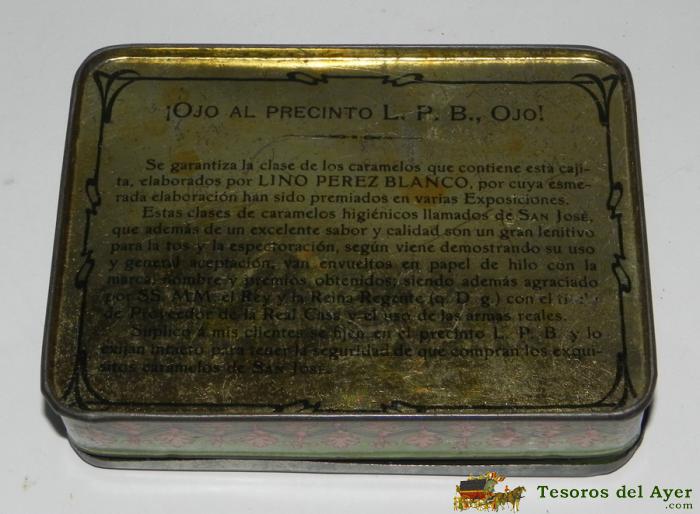 ¡OJO AL PRECINTO L. P. B., OJO!
Se garantiza la clase de los caramelos que contiene esta caji-
ta, elaborados por LINO PEREZ BLANCO, por cuya esme-
rada elaboración han sido premiados en varias Exposiciones.
Estas clases de caramelos higiénicos llamados de SAN JOSÉ,
que además de un excelente sabor y calidad son un gran lenitivo
para la tos y la espectoración, según viene demostrando su uso
y general aceptación, van envueltos en papel de hilo con la
marca, nombre y premios obtenidos; siendo además agraciado
por SS. MM. el Rey y la Reina Regente (q. D. g.) con el título
de Proveedor de la Real Casa y el uso de las armas reales.
Suplico á mis clientes se fijen en el precinto L. P. B. y lo
exijan intacto para tener la seguridad de que compran los exqui-
sitos caramelos de SAN JOSÉ.
Tesoros del Ayer
.com